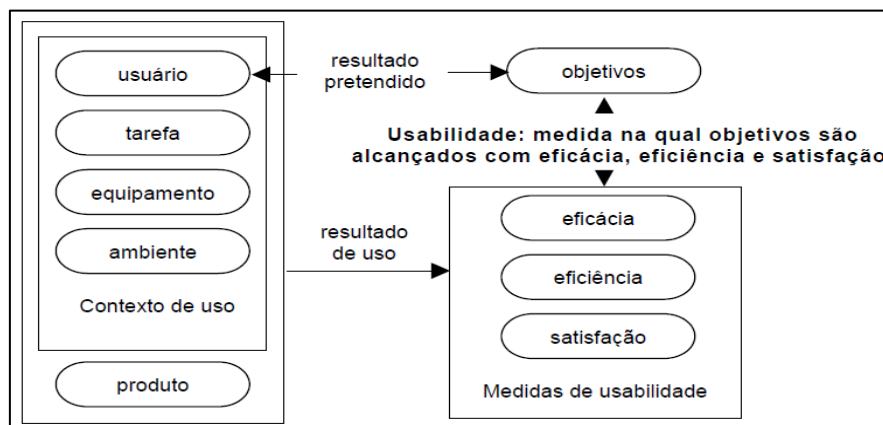 usuário
resultado
pretendido
objetivos
tarefa
Usabilidade: medida na qual objetivos são
alcançados com eficácia, eficiência e satisfação
equipamento
ambiente
Contexto de uso
produto
resultado
de uso
eficácia
eficiência
satisfação
Medidas de usabilidade